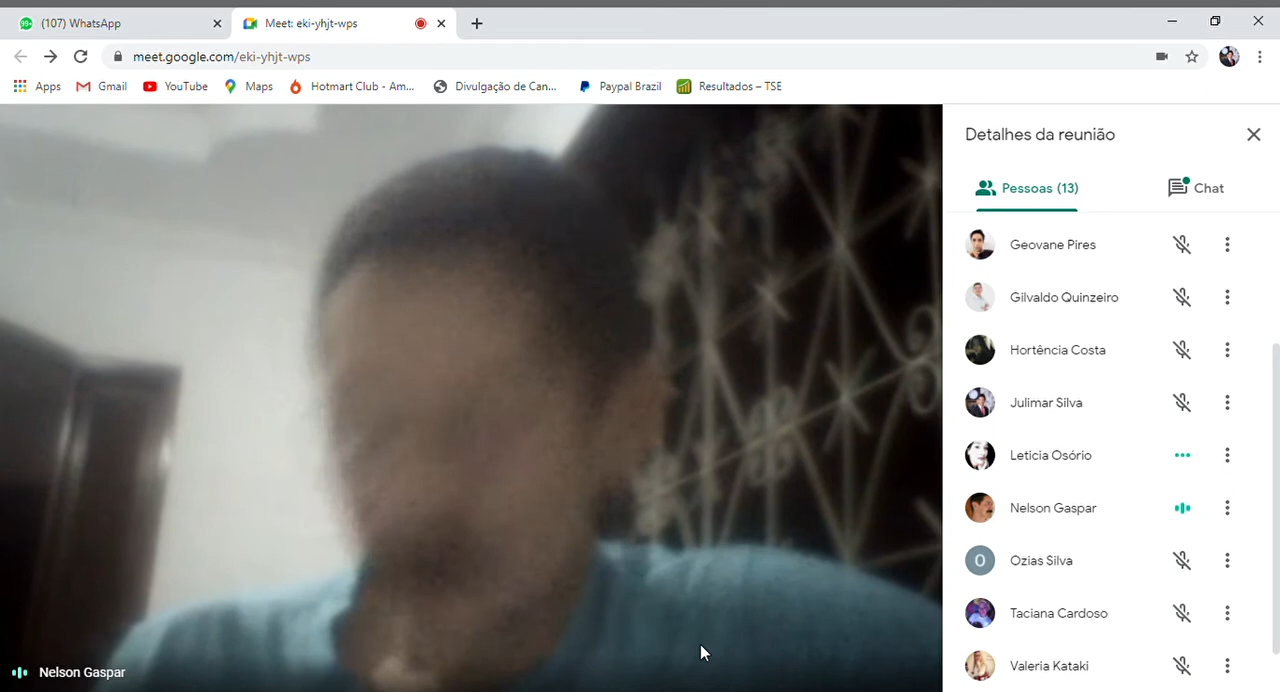 99+ (107) WhatsApp
Meet: eki-yhjt-wps
meet.google.com/eki-yhjt-wps
Apps Gmail YouTube Maps Hotmart Club - Am... Divulgação de Can... Paypal Brazil Resultados – TSE
Detalhes da reunião
Pessoas (13) Chat
Geovane Pires
Gilvaldo Quinzeiro
Hortência Costa
Julimar Silva
Leticia Osório
Nelson Gaspar
O Ozias Silva
Taciana Cardoso
Valeria Kataki
Nelson Gaspar